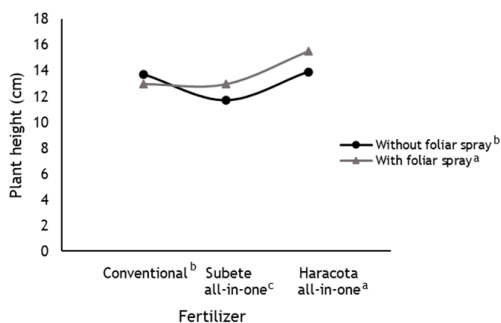 18
16
14
12
10
8
6
4
2
0
Plant height (cm)
Without foliar spray b
With foliar spray a
Conventional b Subete all-in-one c Haracota all-in-one a
Fertilizer